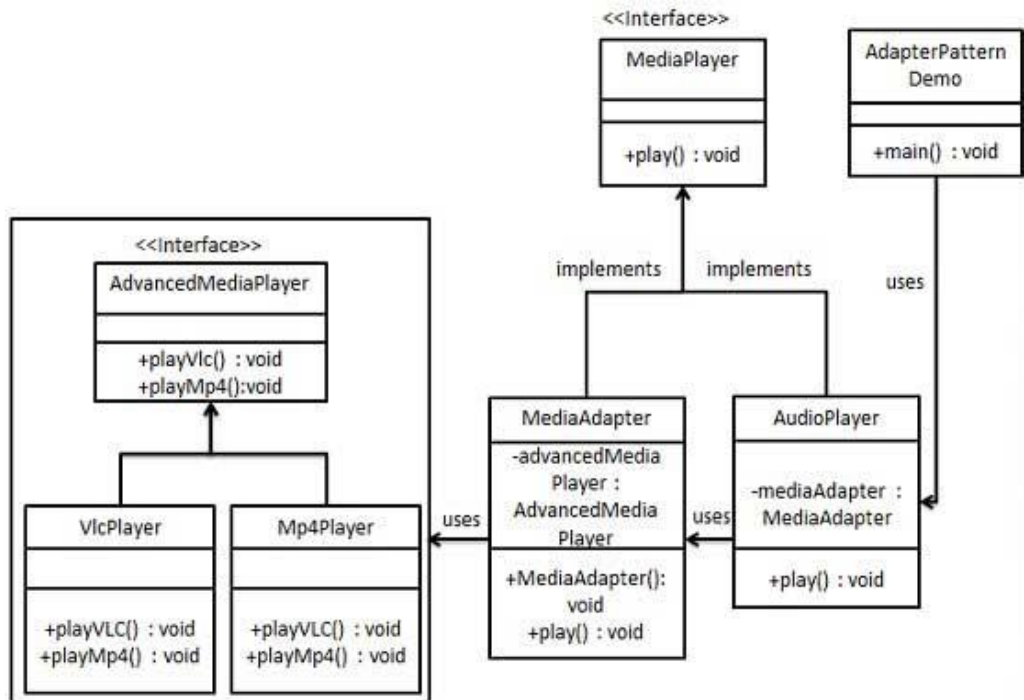 <<Interface>>
MediaPlayer
+play() : void
AdapterPattern
Demo
+main() : void
implements
implements
uses
<<Interface>>
AdvancedMediaPlayer
+playVlc() : void
+playMp4():void
VlcPlayer
+playVLC() : void
+playMp4() : void
Mp4Player
+playVLC() : void
+playMp4() : void
uses
MediaAdapter
-advancedMedia
Player :
AdvancedMedia
Player
+MediaAdapter():
void
+play() : void
uses
AudioPlayer
-mediaAdapter :
MediaAdapter
+play() : void